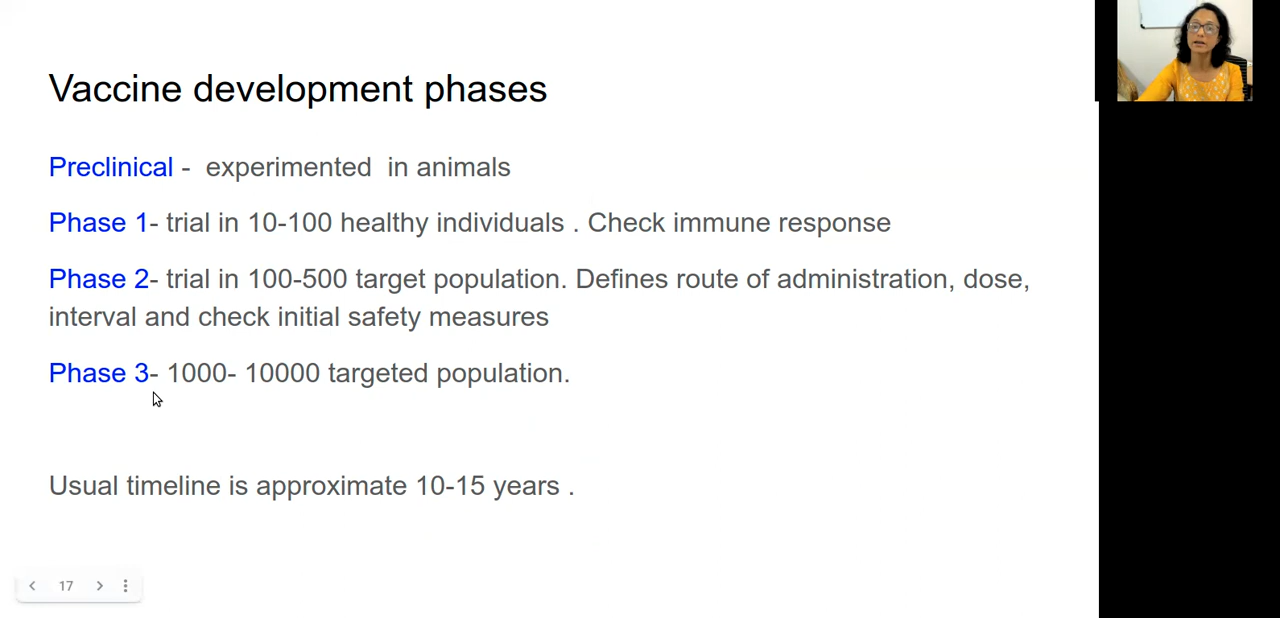 Vaccine development phases
Preclinical -  experimented  in animals
Phase 1- trial in 10-100 healthy individuals . Check immune response
Phase 2- trial in 100-500 target population. Defines route of administration, dose,
interval and check initial safety measures
Phase 3- 1000- 10000 targeted population.
Usual timeline is approximate 10-15 years .
17